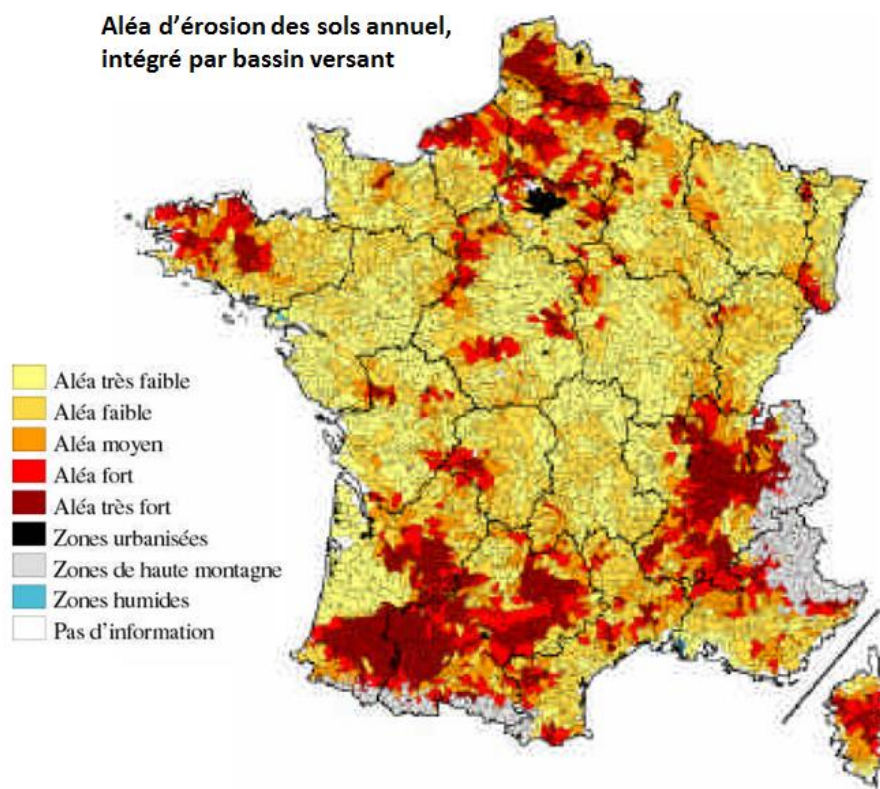 Aléa d'érosion des sols annuel,
intégré par bassin versant
Aléa très faible
Aléa faible
Aléa moyen
Aléa fort
Aléa très fort
Zones urbanisées
Zones de haute montagne
Zones humides
Pas d'information